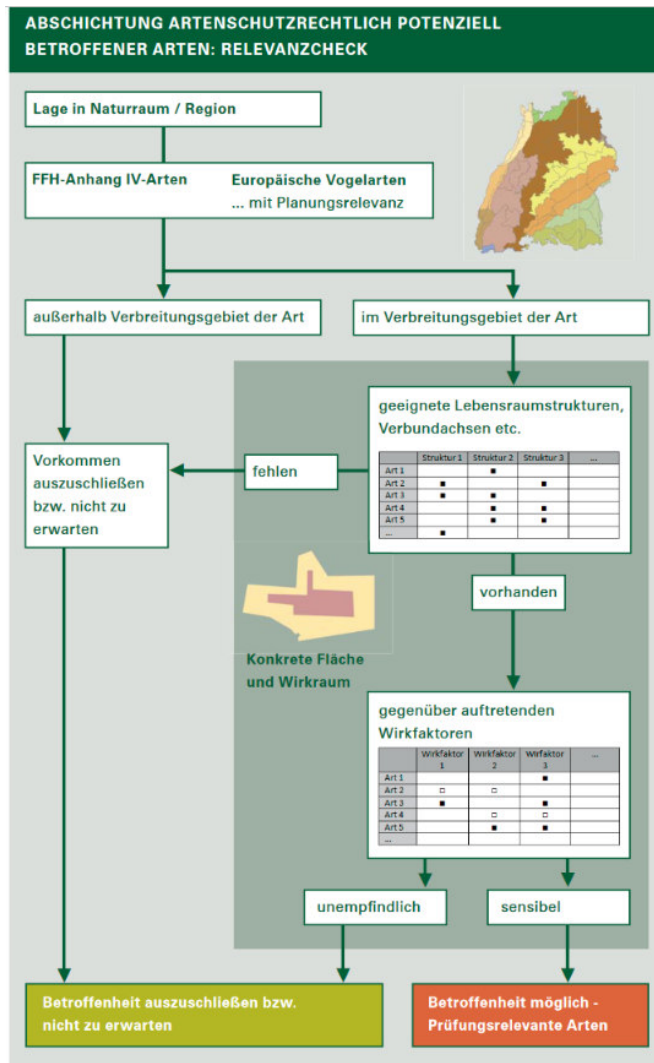 ABSCHICHTUNG ARTENSCHUTZRECHTLICH POTENZIELL
BETROFFENER ARTEN: RELEVANZCHECK
Lage in Naturraum / Region
FFH-Anhang IV-Arten Europäische Vogelarten
... mit Planungsrelevanz
außerhalb Verbreitungsgebiet der Art
im Verbreitungsgebiet der Art
geeignete Lebensraumstrukturen,
Verbundachsen etc.
Struktur 1 Struktur 2 Struktur 3 ...
Art 1 ■
Art 2 ■ ■
Art 3 ■ ■
Art 4 ■ ■
Art 5 ■ ■
... ■
fehlen
Vorkommen
auszuschließen
bzw. nicht zu
erwarten
vorhanden
Konkrete Fläche
und Wirkraum
gegenüber auftretenden
Wirkfaktoren
Wirkfaktor 1 Wirkfaktor 2 Wirfaktor 3 ...
Art 1 ■
Art 2 □ □
Art 3 ■ ■
Art 4 □ □
Art 5 ■ ■
...
unempfindlich
sensibel
Betroffenheit auszuschließen bzw.
nicht zu erwarten
Betroffenheit möglich -
Prüfungsrelevante Arten